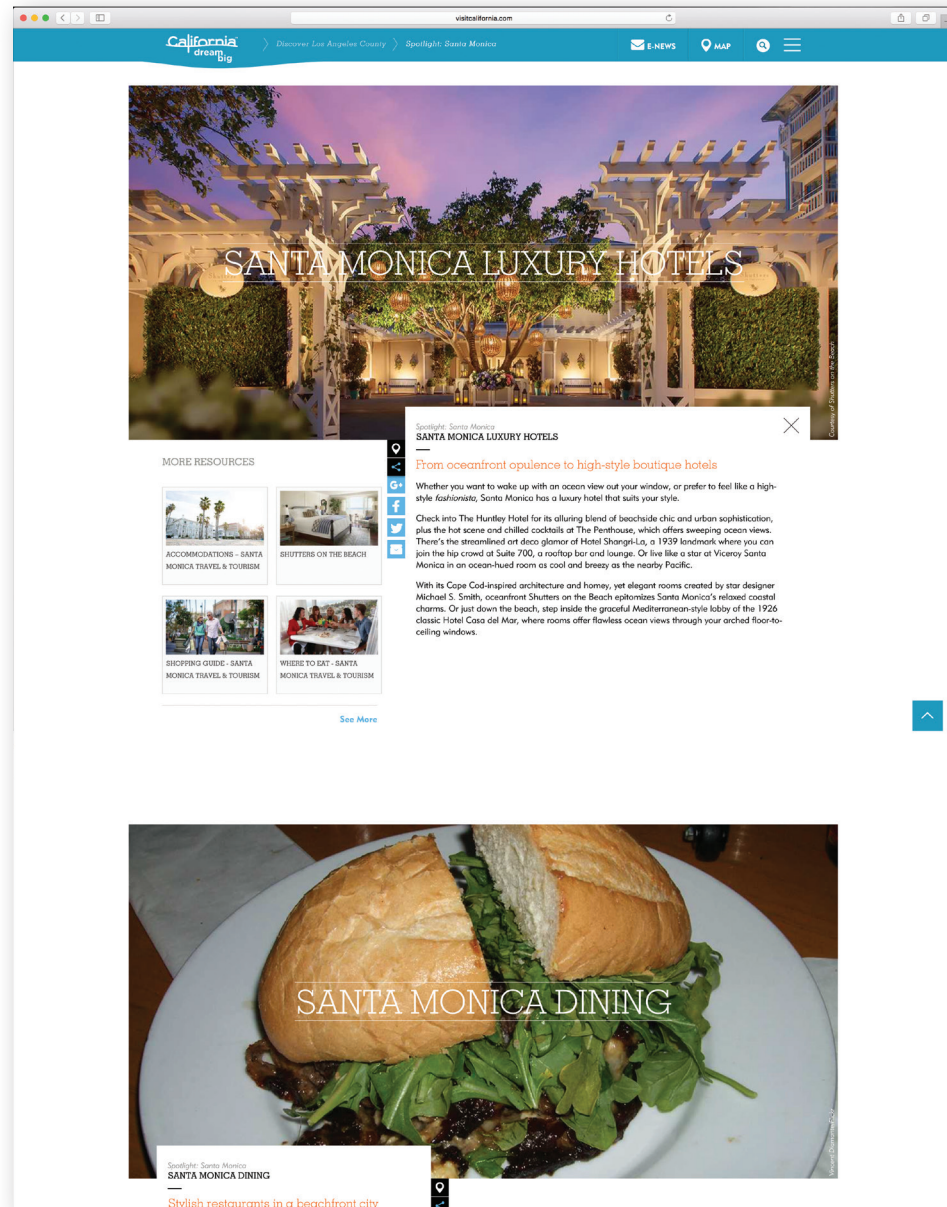 visitcalifornia.com
California
dream
big
Discover Los Angeles County
Spotlight: Santa Monica
E-NEWS
MAP
SANTA MONICA LUXURY HOTELS
Courtesy of Shutters on the Beach
Spotlight: Santa Monica
SANTA MONICA LUXURY HOTELS
From oceanfront opulence to high-style boutique hotels
Whether you want to wake up with an ocean view out your window, or prefer to feel like a high-
style fashionista, Santa Monica has a luxury hotel that suits your style.
Check into The Huntley Hotel for its alluring blend of beachside chic and urban sophistication,
plus the hot scene and chilled cocktails at The Penthouse, which offers sweeping ocean views.
There's the streamlined art deco glamor of Hotel Shangri-La, a 1939 landmark where you can
join the hip crowd at Suite 700, a rooftop bar and lounge. Or live like a star at Viceroy Santa
Monica in an ocean-hued room as cool and breezy as the nearby Pacific.
With its Cape Cod-inspired architecture and homey, yet elegant rooms created by star designer
Michael S. Smith, oceanfront Shutters on the Beach epitomizes Santa Monica's relaxed coastal
charms. Or just down the beach, step inside the graceful Mediterranean-style lobby of the 1926
classic Hotel Casa del Mar, where rooms offer flawless ocean views through your arched floor-to-
ceiling windows.
MORE RESOURCES
ACCOMMODATIONS – SANTA
MONICA TRAVEL & TOURISM
SHUTTERS ON THE BEACH
SHOPPING GUIDE - SANTA
MONICA TRAVEL & TOURISM
WHERE TO EAT - SANTA
MONICA TRAVEL & TOURISM
See More
G+
SANTA MONICA DINING
Spotlight: Santa Monica
SANTA MONICA DINING
Stylish restaurants in a beachfront city